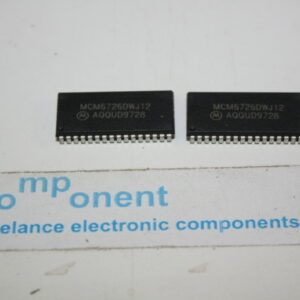 MCM6726DWJ12
AQQUD9728
MCM6726DWJ12
AQQUD9728
omponent
elance electronic components